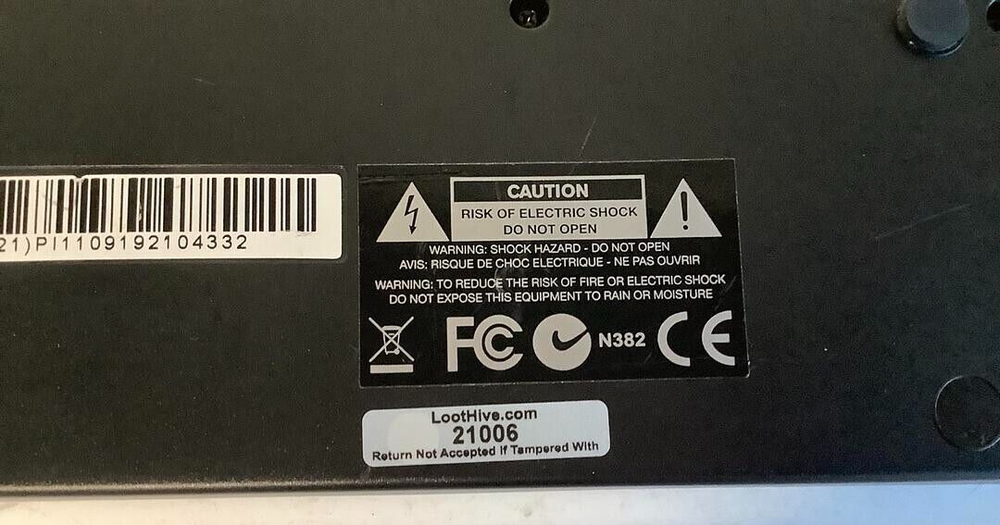 21)PI1109192104332
CAUTION
RISK OF ELECTRIC SHOCK
DO NOT OPEN
WARNING: SHOCK HAZARD - DO NOT OPEN
AVIS: RISQUE DE CHOC ELECTRIQUE - NE PAS OUVRIR
WARNING: TO REDUCE THE RISK OF FIRE OR ELECTRIC SHOCK
DO NOT EXPOSE THIS EQUIPMENT TO RAIN OR MOISTURE
FC N382 CE
LootHive.com
21006
Return Not Accepted If Tampered With